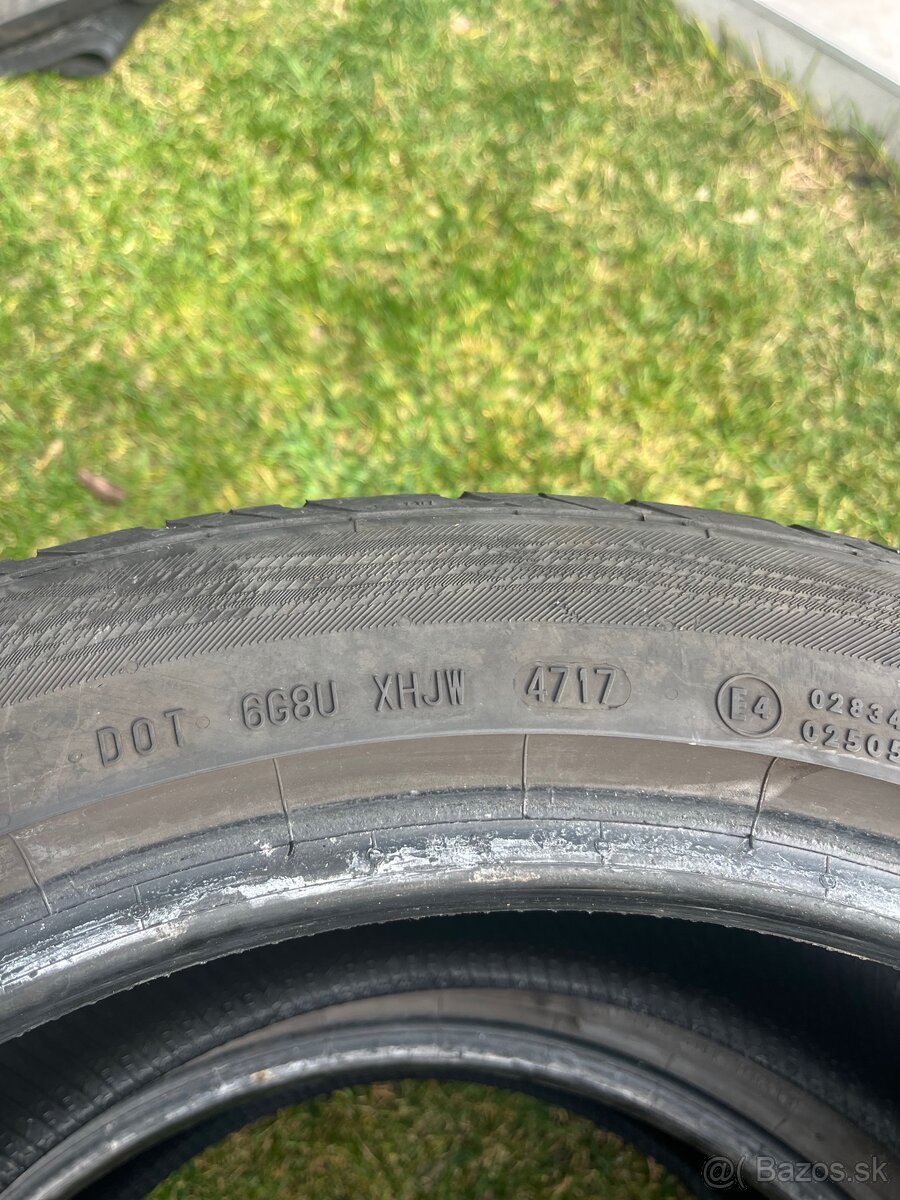 DOT 6G8U XHJW 4717 E4 02834
02505
@( Bazos.sk